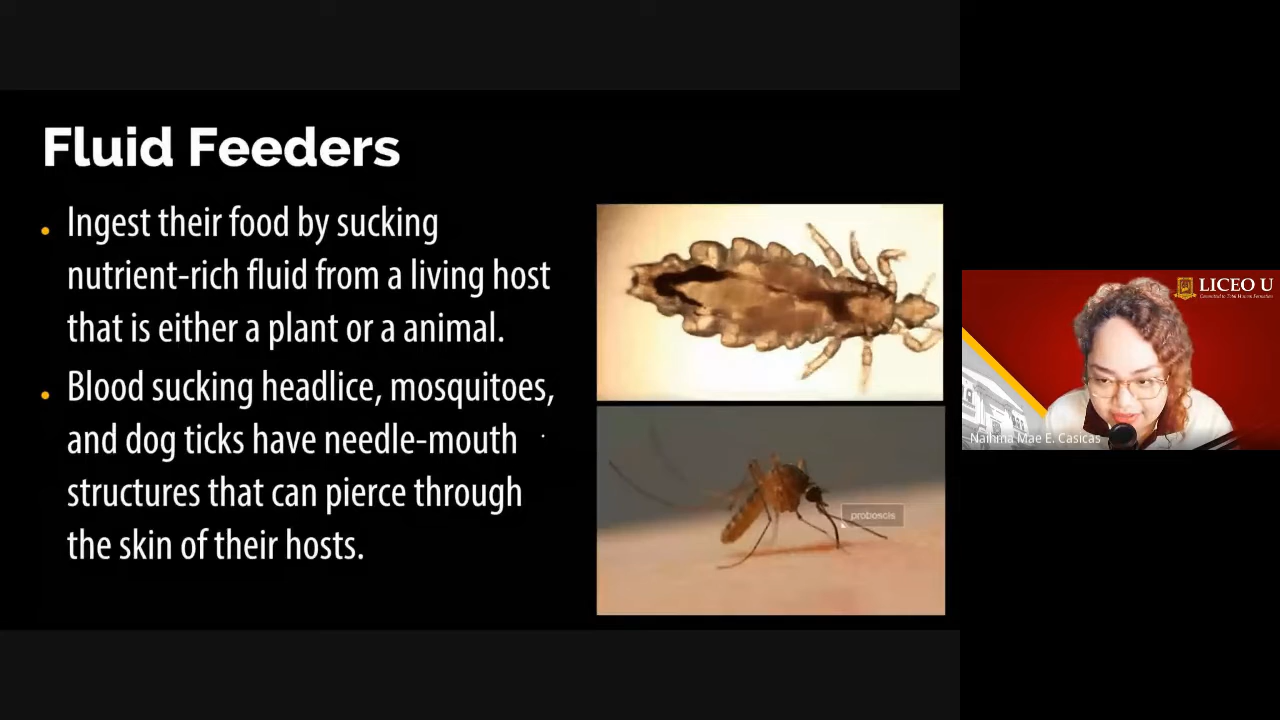 Fluid Feeders
Ingest their food by sucking
nutrient-rich fluid from a living host
that is either a plant or a animal.
Blood sucking headlice, mosquitoes,
and dog ticks have needle-mouth
structures that can pierce through
the skin of their hosts.
proboscis
LICEO U
Naihma Mae E. Casicas